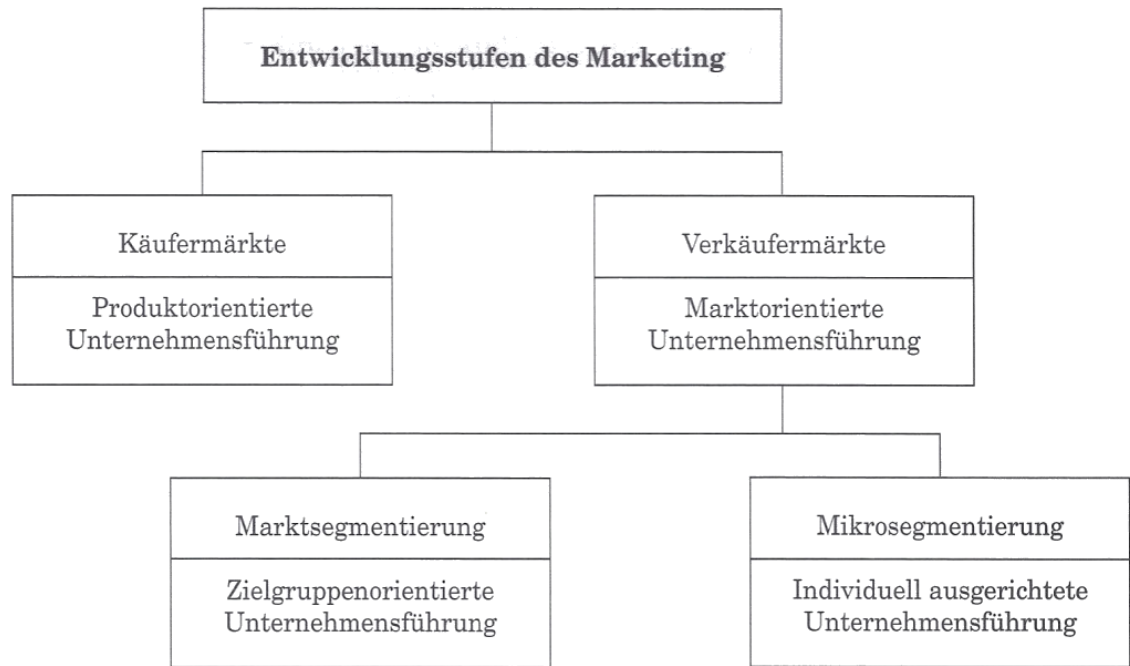 Entwicklungsstufen des Marketing
Käufermärkte
Produktorientierte
Unternehmensführung
Verkäufermärkte
Marktorientierte
Unternehmensführung
Marktsegmentierung
Zielgruppenorientierte
Unternehmensführung
Mikrosegmentierung
Individuell ausgerichtete
Unternehmensführung